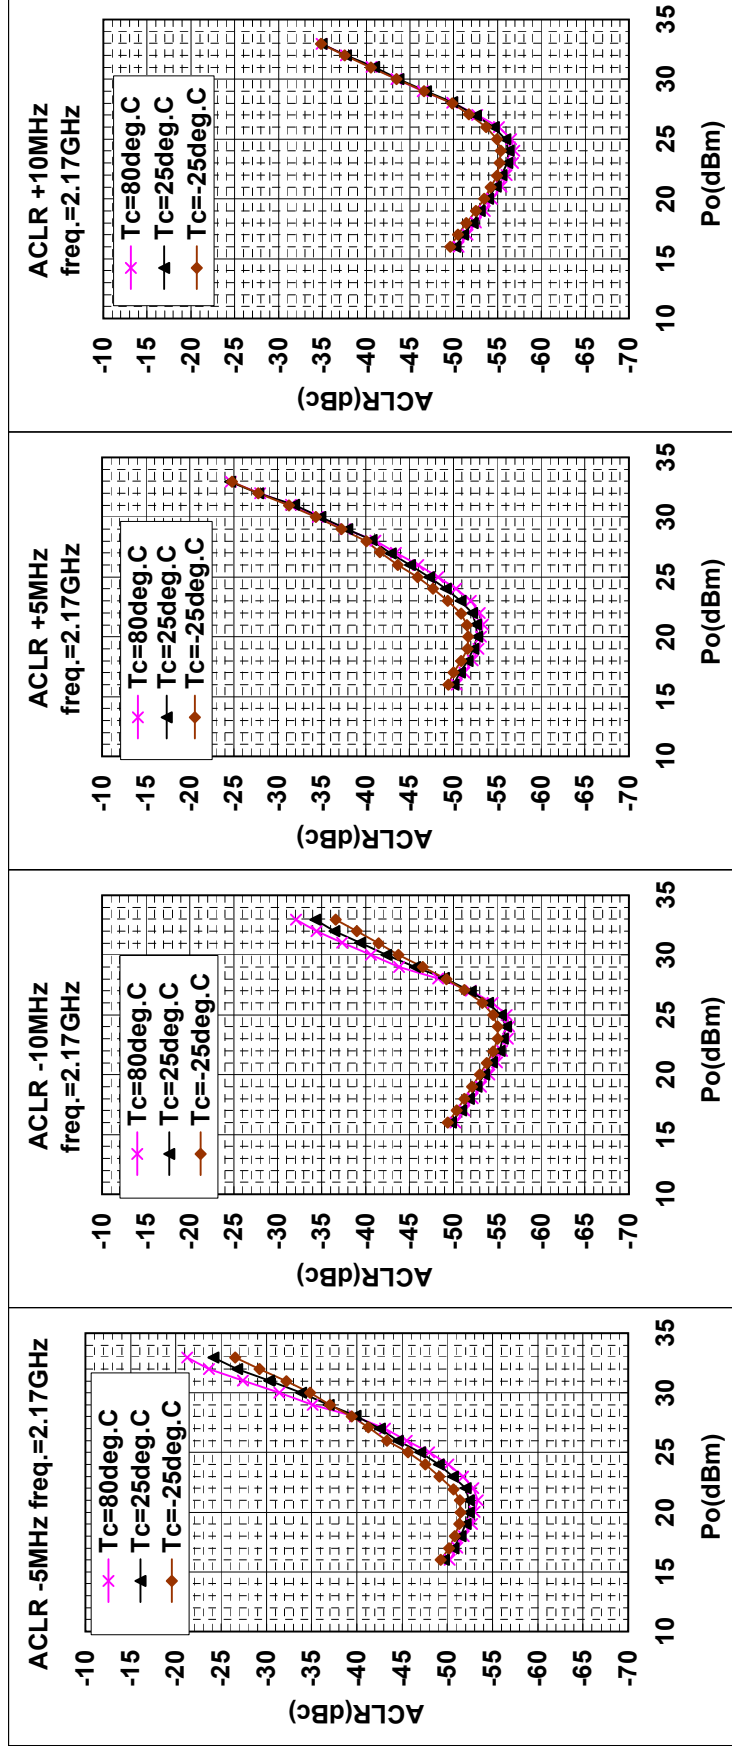 ACLR -5MHz freq.=2.17GHz
-10
-15
-20
-25
-30
-35
-40
-45
-50
-55
-60
-65
-70
ACLR(dBc)
Tc=80deg.C
Tc=25deg.C
Tc=-25deg.C
10
15
20
25
30
35
Po(dBm)
ACLR -10MHz
freq.=2.17GHz
-10
-15
-20
-25
-30
-35
-40
-45
-50
-55
-60
-65
-70
ACLR(dBc)
Tc=80deg.C
Tc=25deg.C
Tc=-25deg.C
10
15
20
25
30
35
Po(dBm)
ACLR +5MHz
freq.=2.17GHz
-10
-15
-20
-25
-30
-35
-40
-45
-50
-55
-60
-65
-70
ACLR(dBc)
Tc=80deg.C
Tc=25deg.C
Tc=-25deg.C
10
15
20
25
30
35
Po(dBm)
ACLR +10MHz
freq.=2.17GHz
-10
-15
-20
-25
-30
-35
-40
-45
-50
-55
-60
-65
-70
ACLR(dBc)
Tc=80deg.C
Tc=25deg.C
Tc=-25deg.C
10
15
20
25
30
35
Po(dBm)